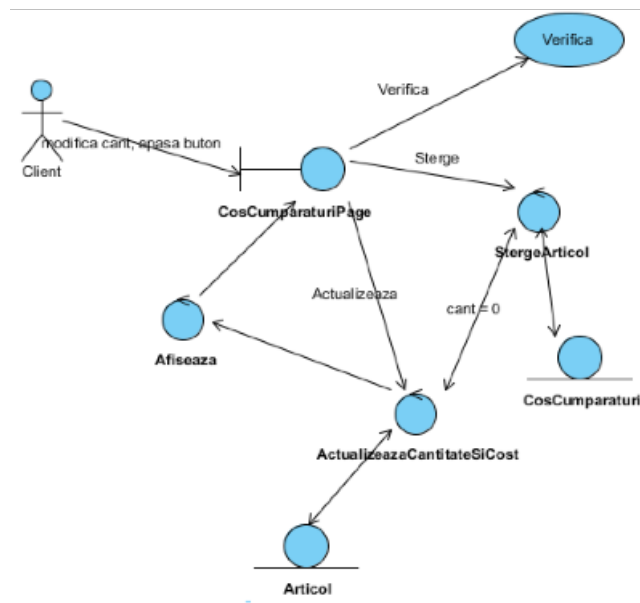 Verifica
Verifica
modifica cant, apasa buton
Client
Sterge
CosCumparaturiPage
StergeArticol
Actualizeaza
cant = 0
Afiseaza
CosCumparaturi
ActualizeazaCantitateSiCost
Articol